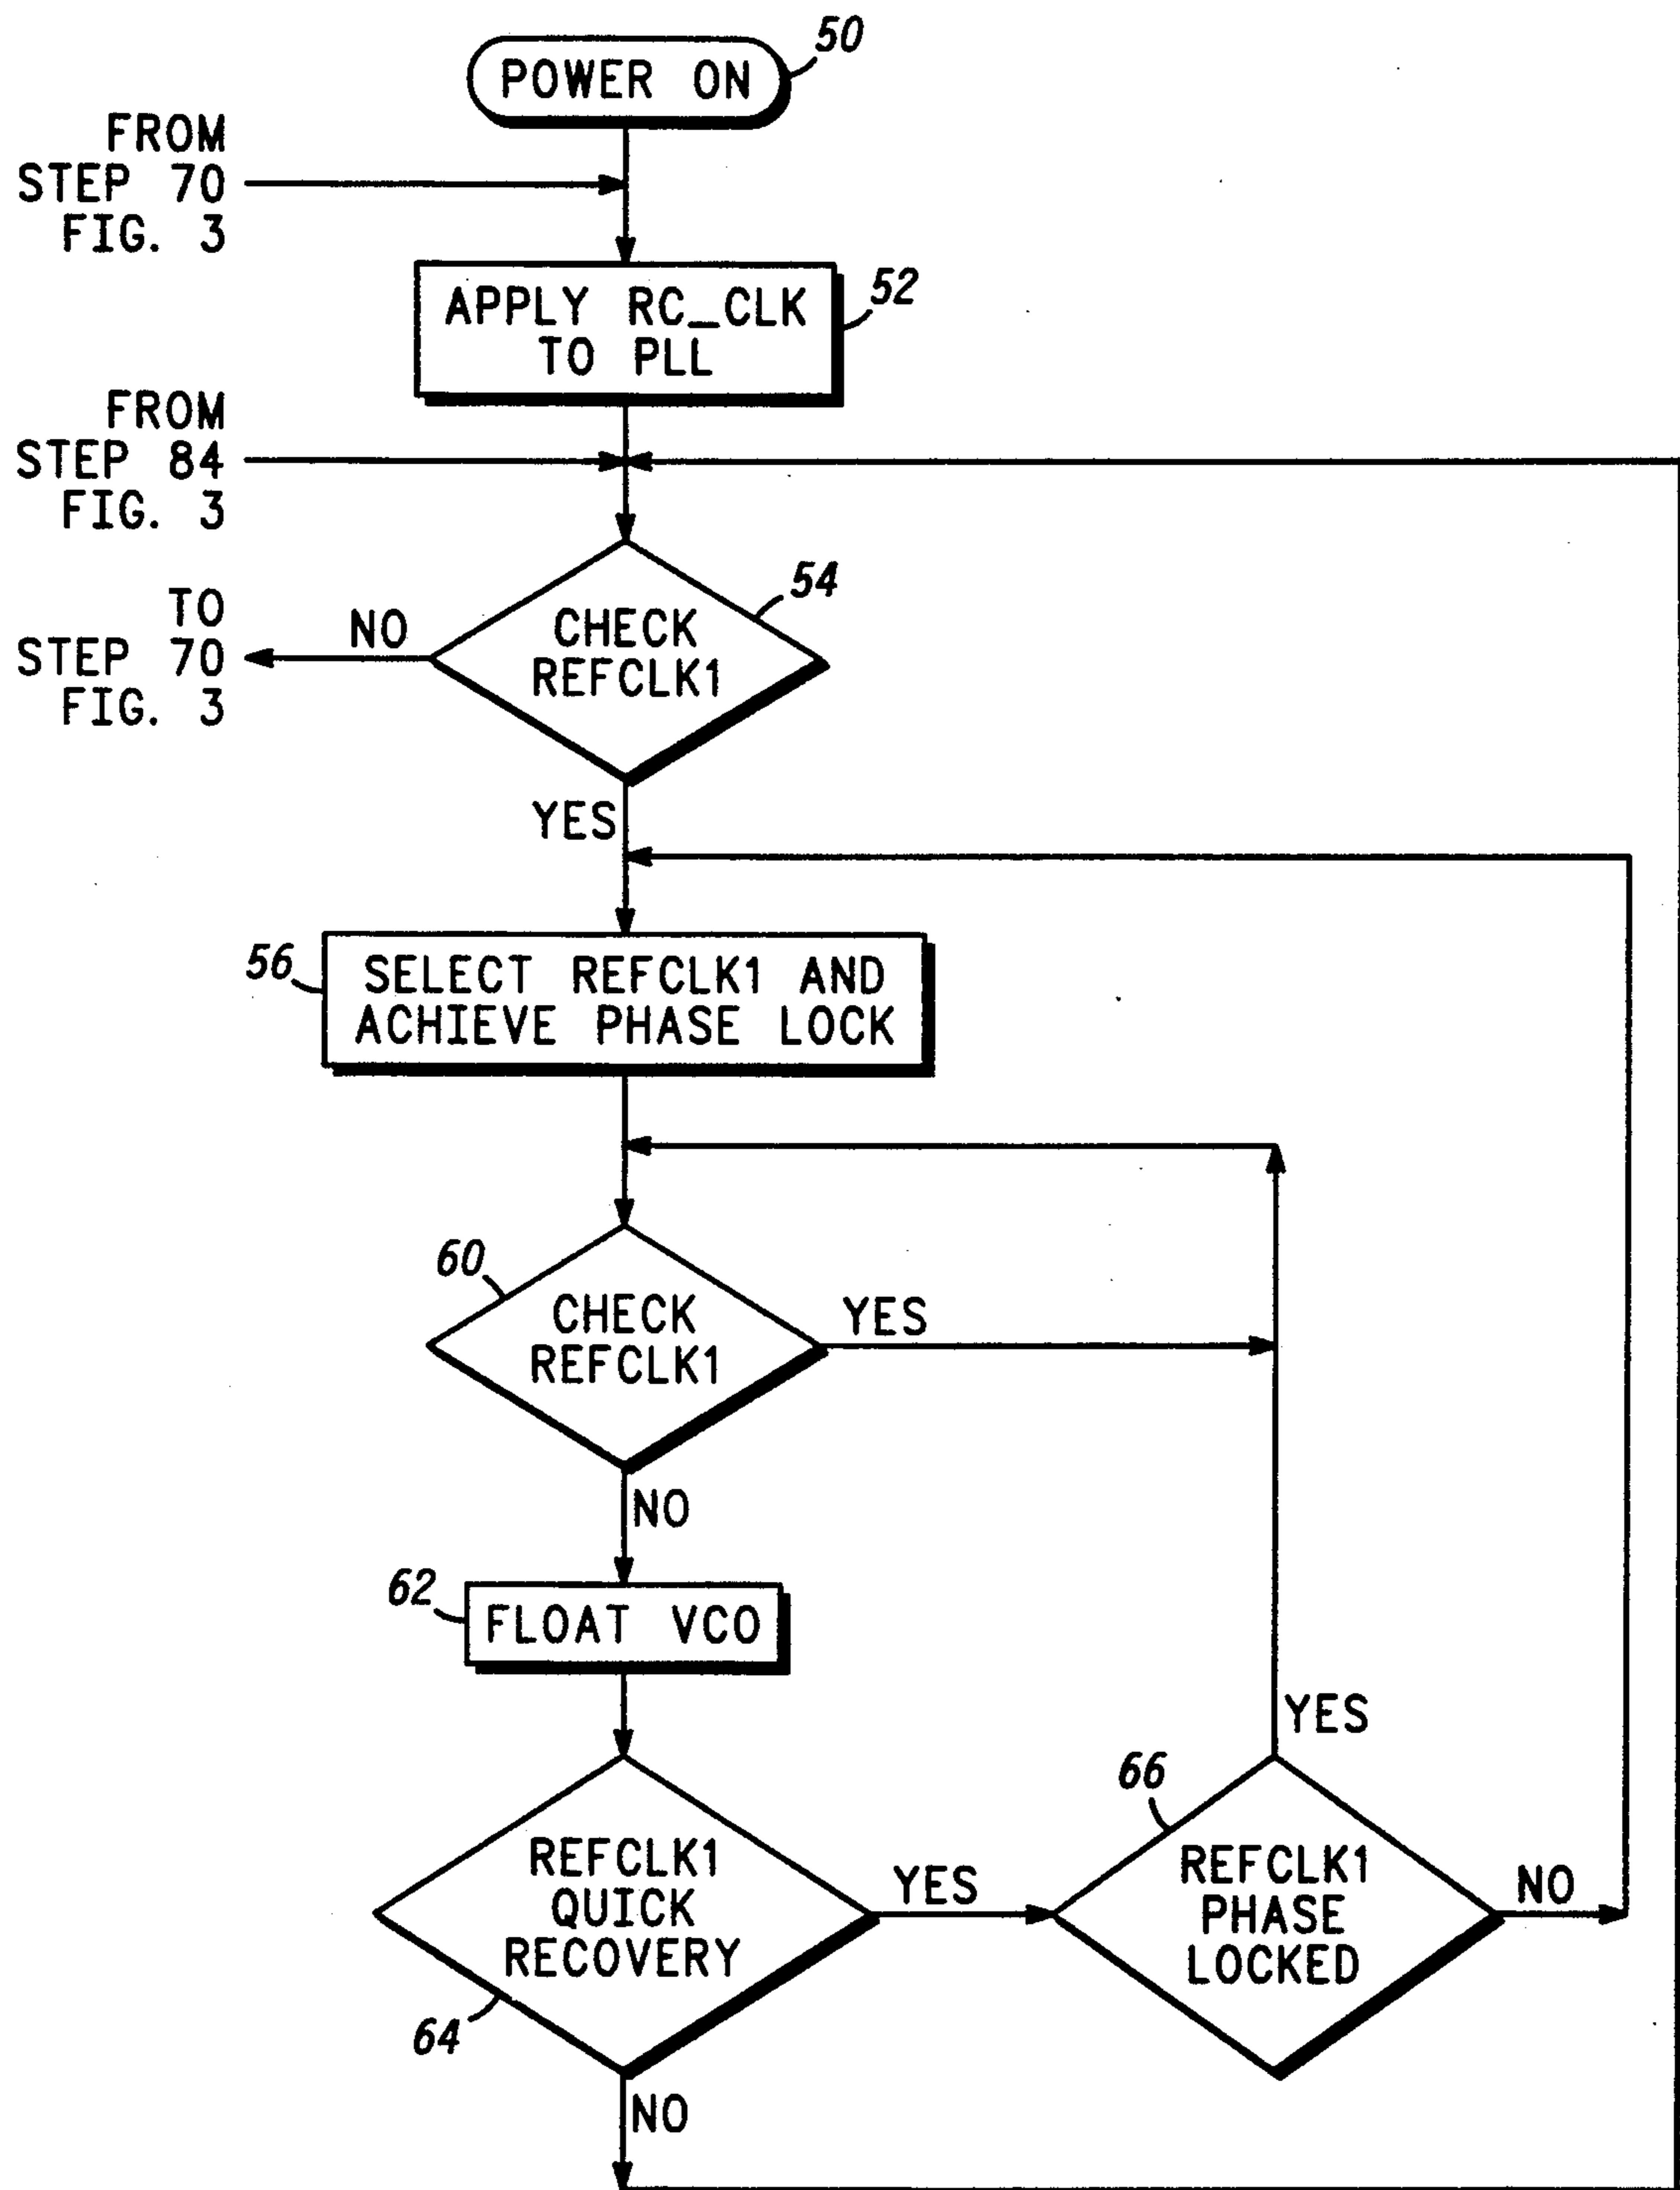 50
POWER ON
FROM
STEP 70
FIG. 3
52
APPLY RC_CLK
TO PLL
FROM
STEP 84
FIG. 3
54
CHECK
REFCLK1
NO
TO
STEP 70
FIG. 3
YES
56
SELECT REFCLK1 AND
ACHIEVE PHASE LOCK
60
CHECK
REFCLK1
YES
NO
62
FLOAT VCO
64
REFCLK1
QUICK
RECOVERY
YES
66
REFCLK1
PHASE
LOCKED
YES
NO
NO